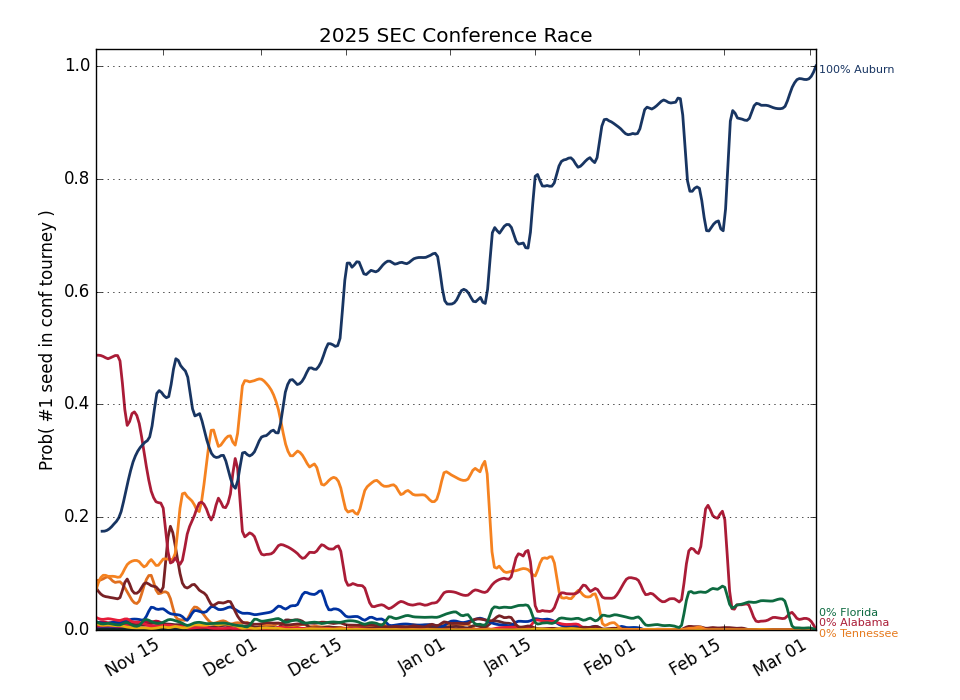 2025 SEC Conference Race
Prob( #1 seed in conf tourney )
1.0
0.8
0.6
0.4
0.2
0.0
100% Auburn
0% Florida
0% Alabama
0% Tennessee
Nov 15
Dec 01
Dec 15
Jan 01
Jan 15
Feb 01
Feb 15
Mar 01